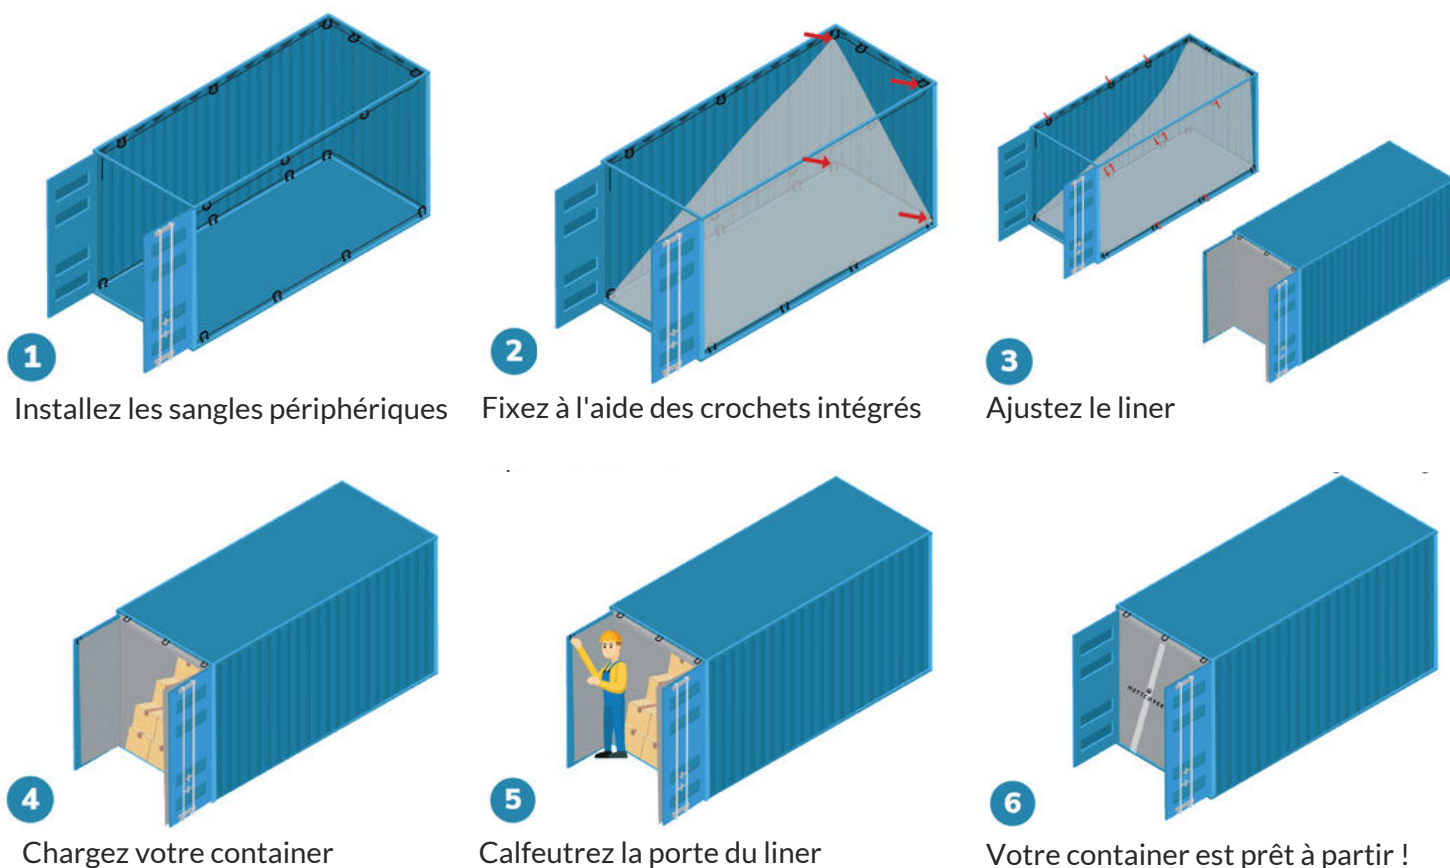 1
Installez les sangles périphériques
2
Fixez à l'aide des crochets intégrés
3
Ajustez le liner
4
Chargez votre container
5
Calfeutrez la porte du liner
6
Votre container est prêt à partir !